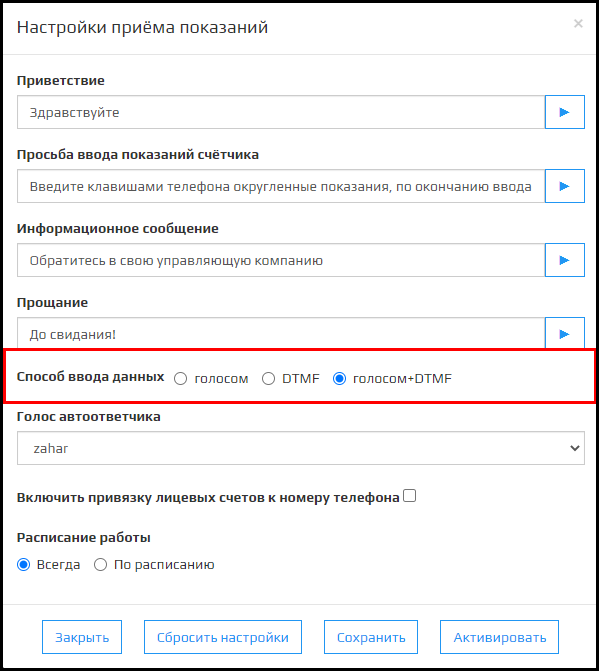 Настройки приёма показаний ×
Приветствие
Здравствуйте
Просьба ввода показаний счётчика
Введите клавишами телефона округленные показания, по окончанию ввода
Информационное сообщение
Обратитесь в свою управляющую компанию
Прощание
До свидания!
Способ ввода данных голосом DTMF голосом+DTMF
Голос автоответчика
zahar
Включить привязку лицевых счетов к номеру телефона
Расписание работы
Всегда По расписанию
Закрыть Сбросить настройки Сохранить Активировать